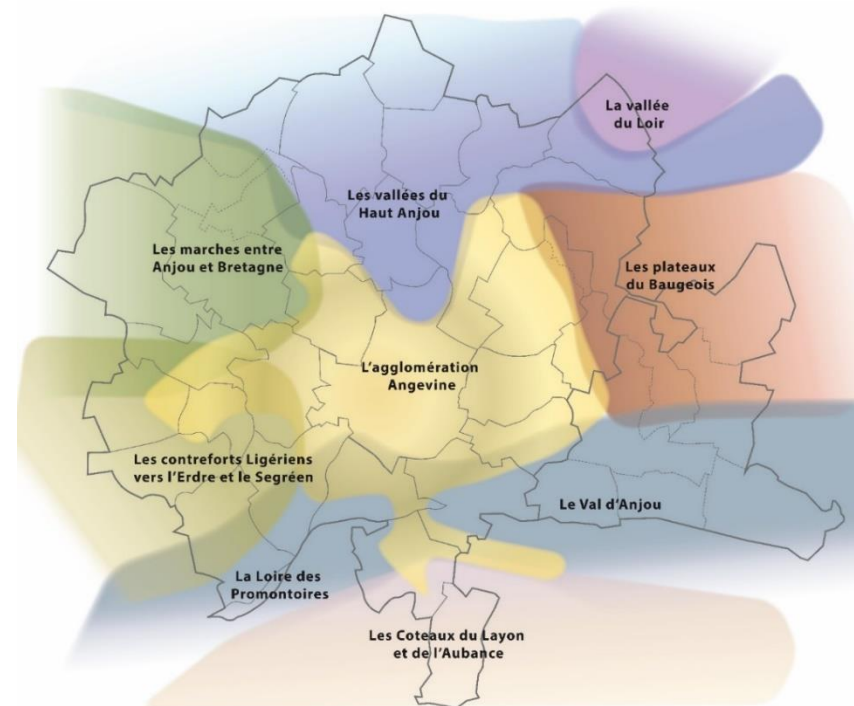 La vallée
du Loir
Les vallées du
Haut Anjou
Les marches entre
Anjou et Bretagne
Les plateaux
du Baugeois
L'agglomération
Angevine
Les contreforts Ligériens
vers l'Erdre et le Segréen
Le Val d'Anjou
La Loire des
Promontoires
Les Coteaux du Layon
et de l'Aubance